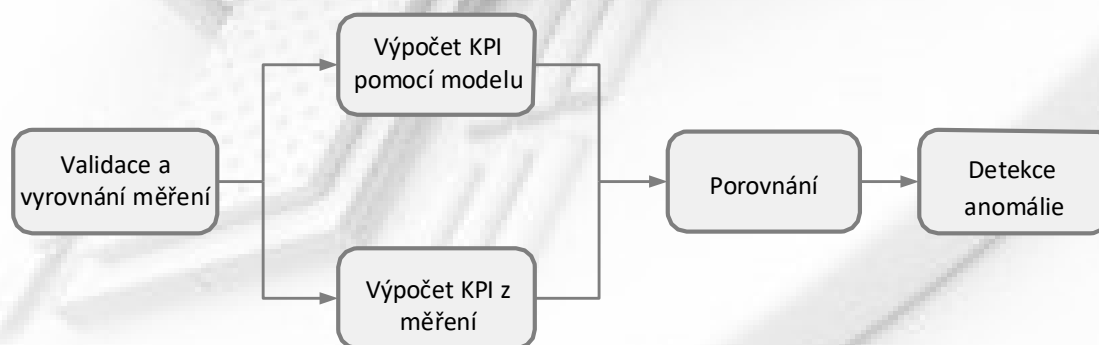 Výpočet KPI
pomocí modelu
Validace a
vyrovnání měření
Porovnání
Detekce
anomálie
Výpočet KPI z
měření